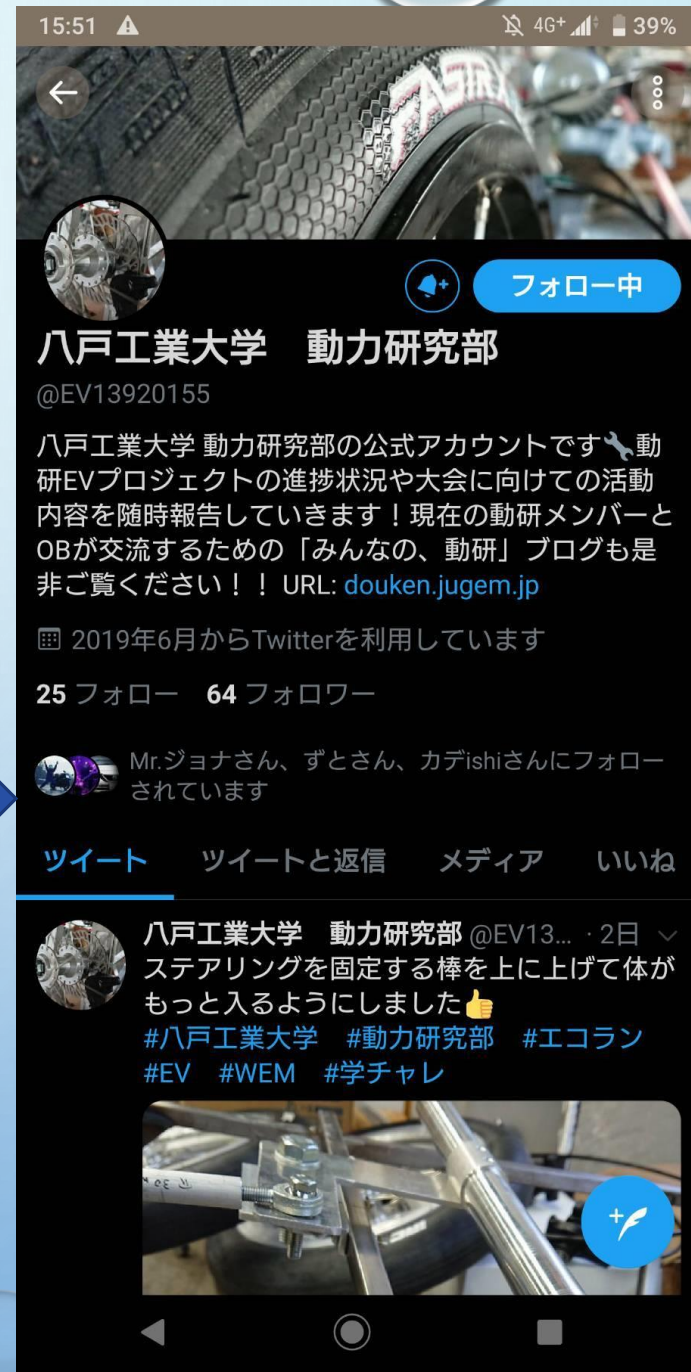 15:51 4G+ 39%
八戸工業大学　動力研究部
@EV13920155
フォロー中
八戸工業大学 動力研究部の公式アカウントです🔧動
研EVプロジェクトの進捗状況や大会に向けての活動
内容を随時報告していきます！現在の動研メンバーと
OBが交流するための「みんなの、動研」ブログも是
非ご覧ください！！ URL: douken.jugem.jp
2019年6月からTwitterを利用しています
25 フォロー 64 フォロワー
Mr.ジョナさん、ずとさん、カデishiさんにフォロー
されています
ツイート ツイートと返信 メディア いいね
八戸工業大学　動力研究部 @EV13... · 2日
ステアリングを固定する棒を上に上げて体が
もっと入るようにしました👍
#八戸工業大学 #動力研究部 #エコラン
#EV #WEM #学チャレ